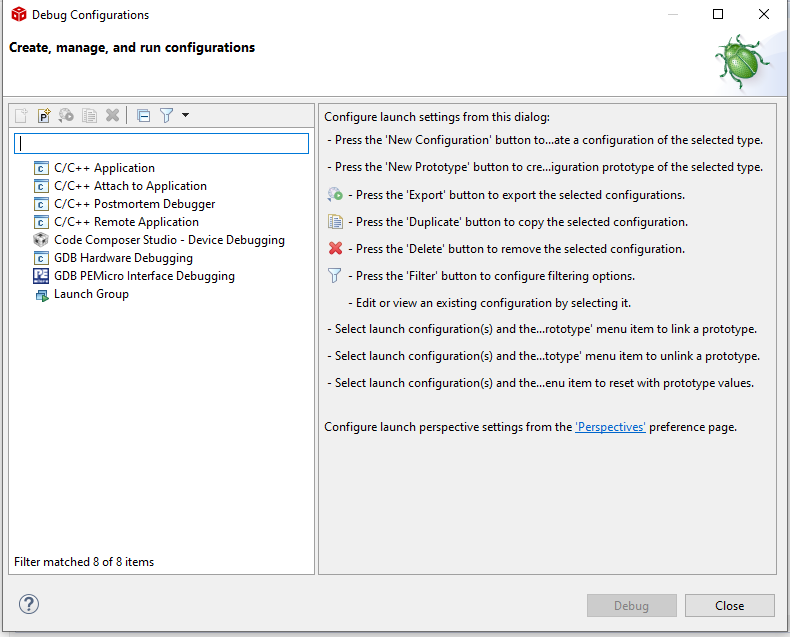 Debug Configurations
Create, manage, and run configurations
C/C++ Application
C/C++ Attach to Application
C/C++ Postmortem Debugger
C/C++ Remote Application
Code Composer Studio - Device Debugging
GDB Hardware Debugging
GDB PEMicro Interface Debugging
Launch Group
Filter matched 8 of 8 items
Configure launch settings from this dialog:
- Press the 'New Configuration' button to...ate a configuration of the selected type.
- Press the 'New Prototype' button to cre...iguration prototype of the selected type.
- Press the 'Export' button to export the selected configurations.
- Press the 'Duplicate' button to copy the selected configuration.
- Press the 'Delete' button to remove the selected configuration.
- Press the 'Filter' button to configure filtering options.
- Edit or view an existing configuration by selecting it.
- Select launch configuration(s) and the...rototype' menu item to link a prototype.
- Select launch configuration(s) and the...totype' menu item to unlink a prototype.
- Select launch configuration(s) and the...enu item to reset with prototype values.
Configure launch perspective settings from the 'Perspectives' preference page.
Debug
Close